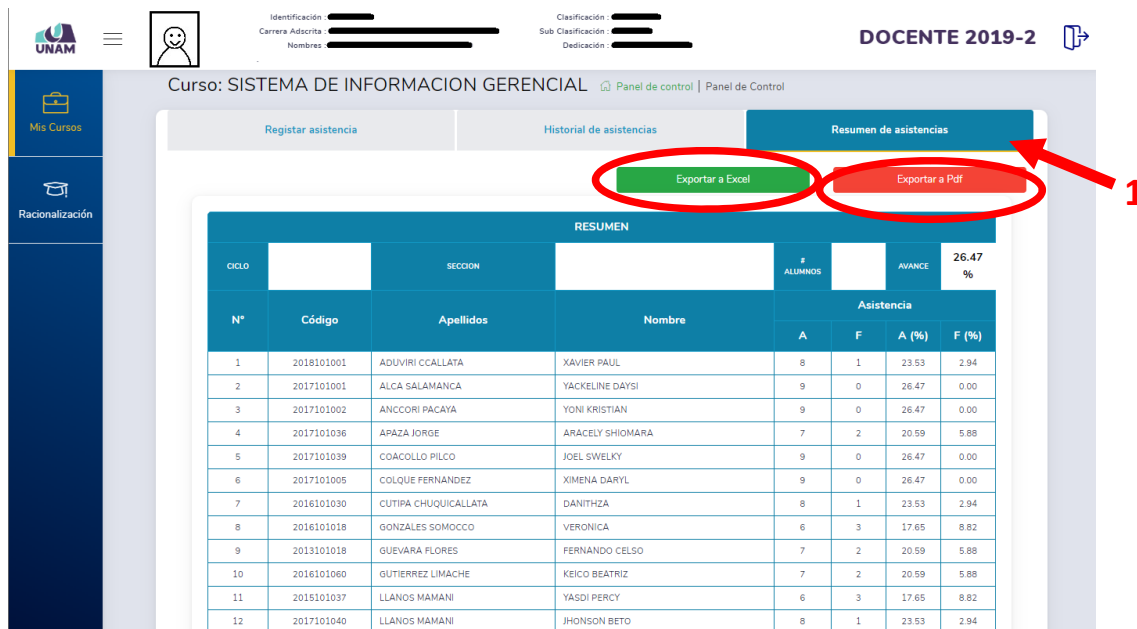 UNAM
Identificación :
Carrera Adscrita :
Nombres :
Clasificación :
Sub Clasificación :
Dedicación :
DOCENTE 2019-2
Mis Cursos
Racionalización
Curso: SISTEMA DE INFORMACION GERENCIAL Panel de control | Panel de Control
Registar asistencia Historial de asistencias Resumen de asistencias
Exportar a Excel Exportar a Pdf
1
RESUMEN
CICLO SECCION # ALUMNOS AVANCE 26.47 %
N° Código Apellidos Nombre Asistencia
A F A (%) F (%)
1 2018101001 ADUVIRI CCALLATA XAVIER PAUL 8 1 23.53 2.94
2 2017101001 ALCA SALAMANCA YACKELINE DAYSI 9 0 26.47 0.00
3 2017101002 ANCCORI PACAYA YONI KRISTIAN 9 0 26.47 0.00
4 2017101036 APAZA JORGE ARACELY SHIOMARA 7 2 20.59 5.88
5 2017101039 COACOLLO PILCO JOEL SWELKY 9 0 26.47 0.00
6 2017101005 COLQUE FERNANDEZ XIMENA DARYL 9 0 26.47 0.00
7 2016101030 CUTIPA CHUQUICALLATA DANITHZA 8 1 23.53 2.94
8 2016101018 GONZALES SOMOCCO VERONICA 6 3 17.65 8.82
9 2013101018 GUEVARA FLORES FERNANDO CELSO 7 2 20.59 5.88
10 2016101060 GUTIERREZ LIMACHE KEICO BEATRIZ 7 2 20.59 5.88
11 2015101037 LLANOS MAMANI YASDI PERCY 6 3 17.65 8.82
12 2017101040 LLANOS MAMANI JHONSON BETO 8 1 23.53 2.94